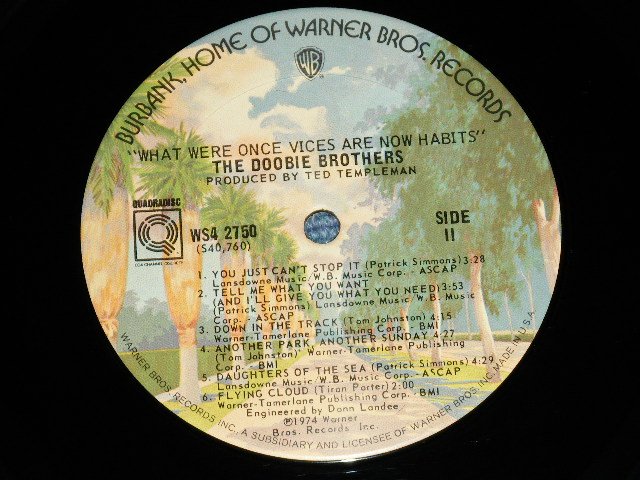 BURBANK, HOME OF WARNER BROS. RECORDS
WB
"WHAT WERE ONCE VICES ARE NOW HABITS"
THE DOOBIE BROTHERS
PRODUCED BY TED TEMPLEMAN
QUADRADISC
Q
WS4 2750
(S40,760)
SIDE
II
1. YOU JUST CAN'T STOP IT (Patrick Simmons) 3:28
Lansdowne Music/W.B. Music Corp. - ASCAP
2. TELL ME WHAT YOU WANT
(AND I'LL GIVE YOU WHAT YOU NEED) 3:53
(Patrick Simmons) Lansdowne Music/W.B. Music
Corp. - ASCAP
3. DOWN IN THE TRACK (Tom Johnston) 4:15
Warner-Tamerlane Publishing Corp. - BMI
4. ANOTHER PARK, ANOTHER SUNDAY 4:27
(Tom Johnston) Warner-Tamerlane Publishing Corp. -
BMI
5. DAUGHTERS OF THE SEA (Patrick Simmons) 4:29
Lansdowne Music/W.B. Music Corp. - ASCAP
6. FLYING CLOUD (Tiran Porter) 2:00
Warner-Tamerlane Publishing Corp. - BMI
Engineered by Donn Landee
℗1974 Warner
Bros. Records Inc.
WARNER BROS. RECORDS INC., A SUBSIDIARY AND LICENSEE OF WARNER BROS. INC. MADE IN U.S.A.